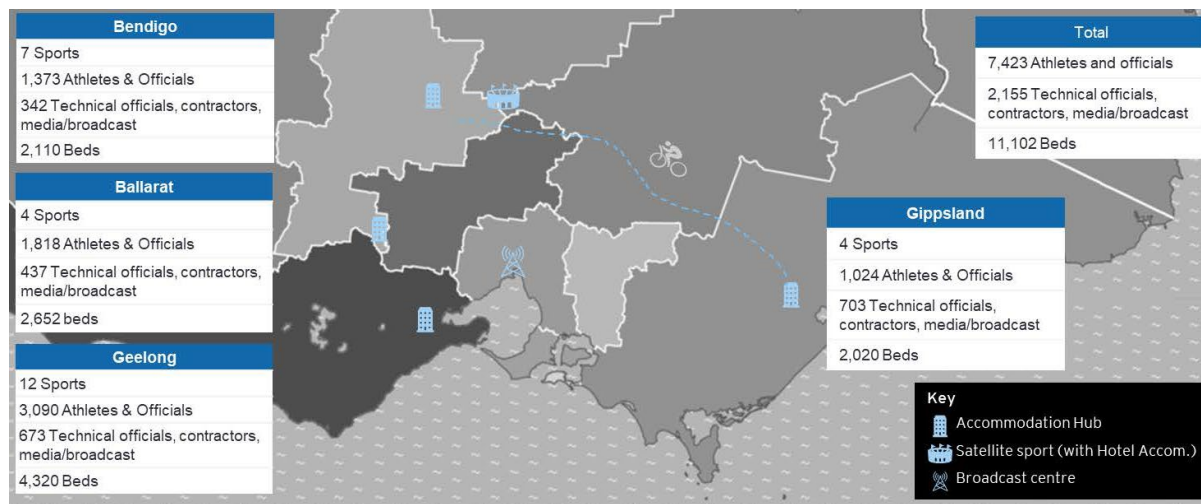 Bendigo
7 Sports
1,373 Athletes & Officials
342 Technical officials, contractors,
media/broadcast
2,110 Beds
Ballarat
4 Sports
1,818 Athletes & Officials
437 Technical officials, contractors,
media/broadcast
2,652 beds
Geelong
12 Sports
3,090 Athletes & Officials
673 Technical officials, contractors,
media/broadcast
4,320 Beds
Total
7,423 Athletes and officials
2,155 Technical officials,
contractors, media/broadcast
11,102 Beds
Gippsland
4 Sports
1,024 Athletes & Officials
703 Technical officials,
contractors, media/broadcast
2,020 Beds
Key
Accommodation Hub
Satellite sport (with Hotel Accom.)
Broadcast centre